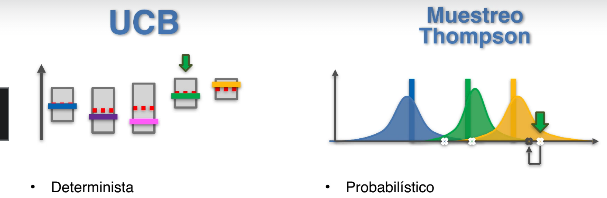 UCB
Muestreo
Thompson
• Determinista
• Probabilístico